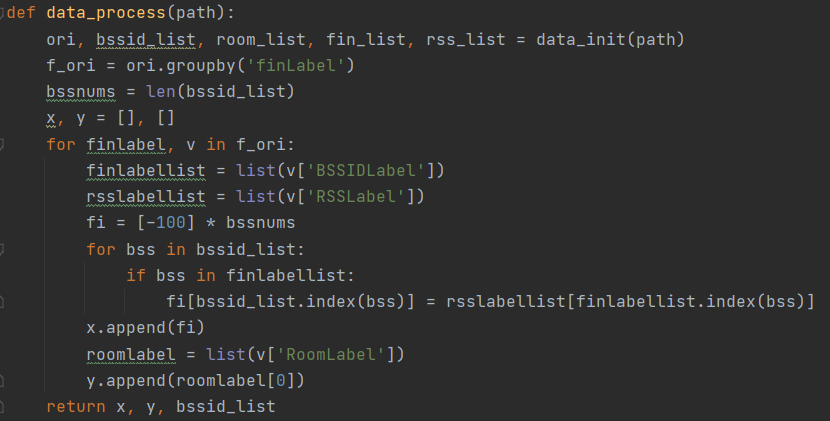 def data_process(path):
    ori, bssid_list, room_list, fin_list, rss_list = data_init(path)
    f_ori = ori.groupby('finLabel')
    bssnums = len(bssid_list)
    x, y = [], []
    for finlabel, v in f_ori:
        finlabellist = list(v['BSSIDLabel'])
        rsslabellist = list(v['RSSLabel'])
        fi = [-100] * bssnums
        for bss in bssid_list:
            if bss in finlabellist:
                fi[bssid_list.index(bss)] = rsslabellist[finlabellist.index(bss)]
        x.append(fi)
        roomlabel = list(v['RoomLabel'])
        y.append(roomlabel[0])
    return x, y, bssid_list